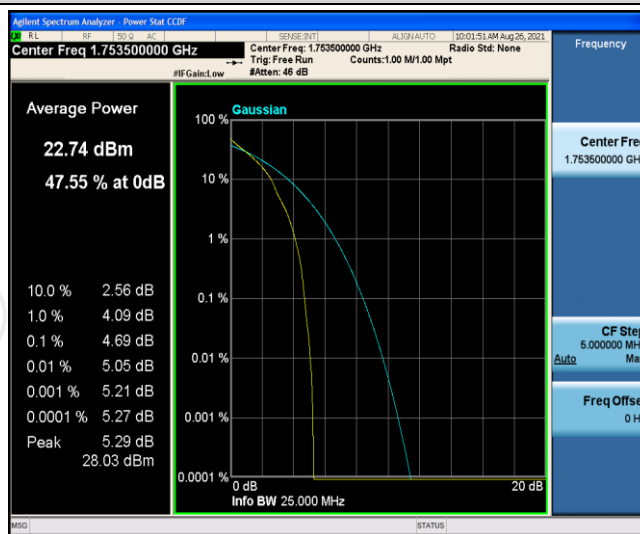 Agilent Spectrum Analyzer - Power Stat CCDF
RL RF 50 Ω AC SENSE:INT ALIGNAUTO 10:01:51 AM Aug 26, 2021
Center Freq 1.753500000 GHz
Center Freq: 1.753500000 GHz Radio Std: None
Trig: Free Run Counts:1.00 M/1.00 Mpt
#IFGain:Low #Atten: 46 dB
Frequency
Average Power
22.74 dBm
47.55 % at 0dB
10.0 % 2.56 dB
1.0 % 4.09 dB
0.1 % 4.69 dB
0.01 % 5.05 dB
0.001 % 5.21 dB
0.0001 % 5.27 dB
Peak 5.29 dB
28.03 dBm
Gaussian
100 %
10 %
1 %
0.1 %
0.01 %
0.001 %
0.0001 %
0 dB 20 dB
Info BW 25.000 MHz
Center Fre
1.753500000 GH
CF Step
5.000000 MH
Auto Ma
Freq Offse
0 H
MSG STATUS